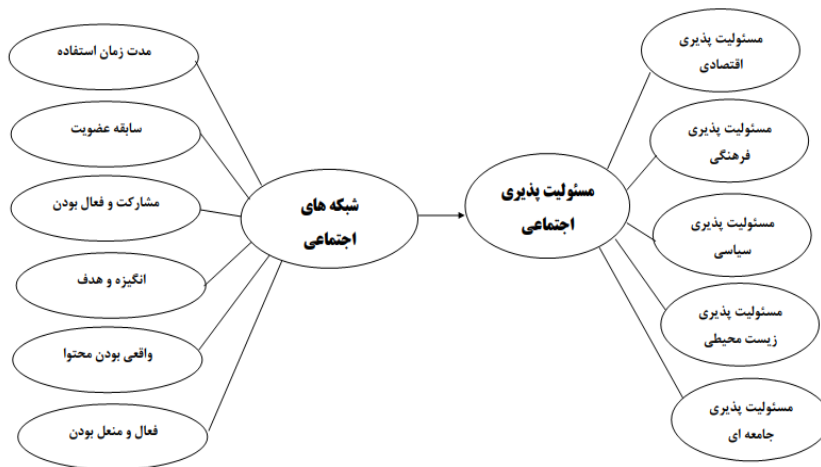 مدت زمان استفاده
سابقه عضویت
مشارکت و فعال بودن
انگیزه و هدف
واقعی بودن محتوا
فعال و منعل بودن
شبکه های
اجتماعی
مسئولیت پذیری
اجتماعی
مسئولیت پذیری
اقتصادی
مسئولیت پذیری
فرهنگی
مسئولیت پذیری
سیاسی
مسئولیت پذیری
زیست محیطی
مسئولیت پذیری
جامعه ای